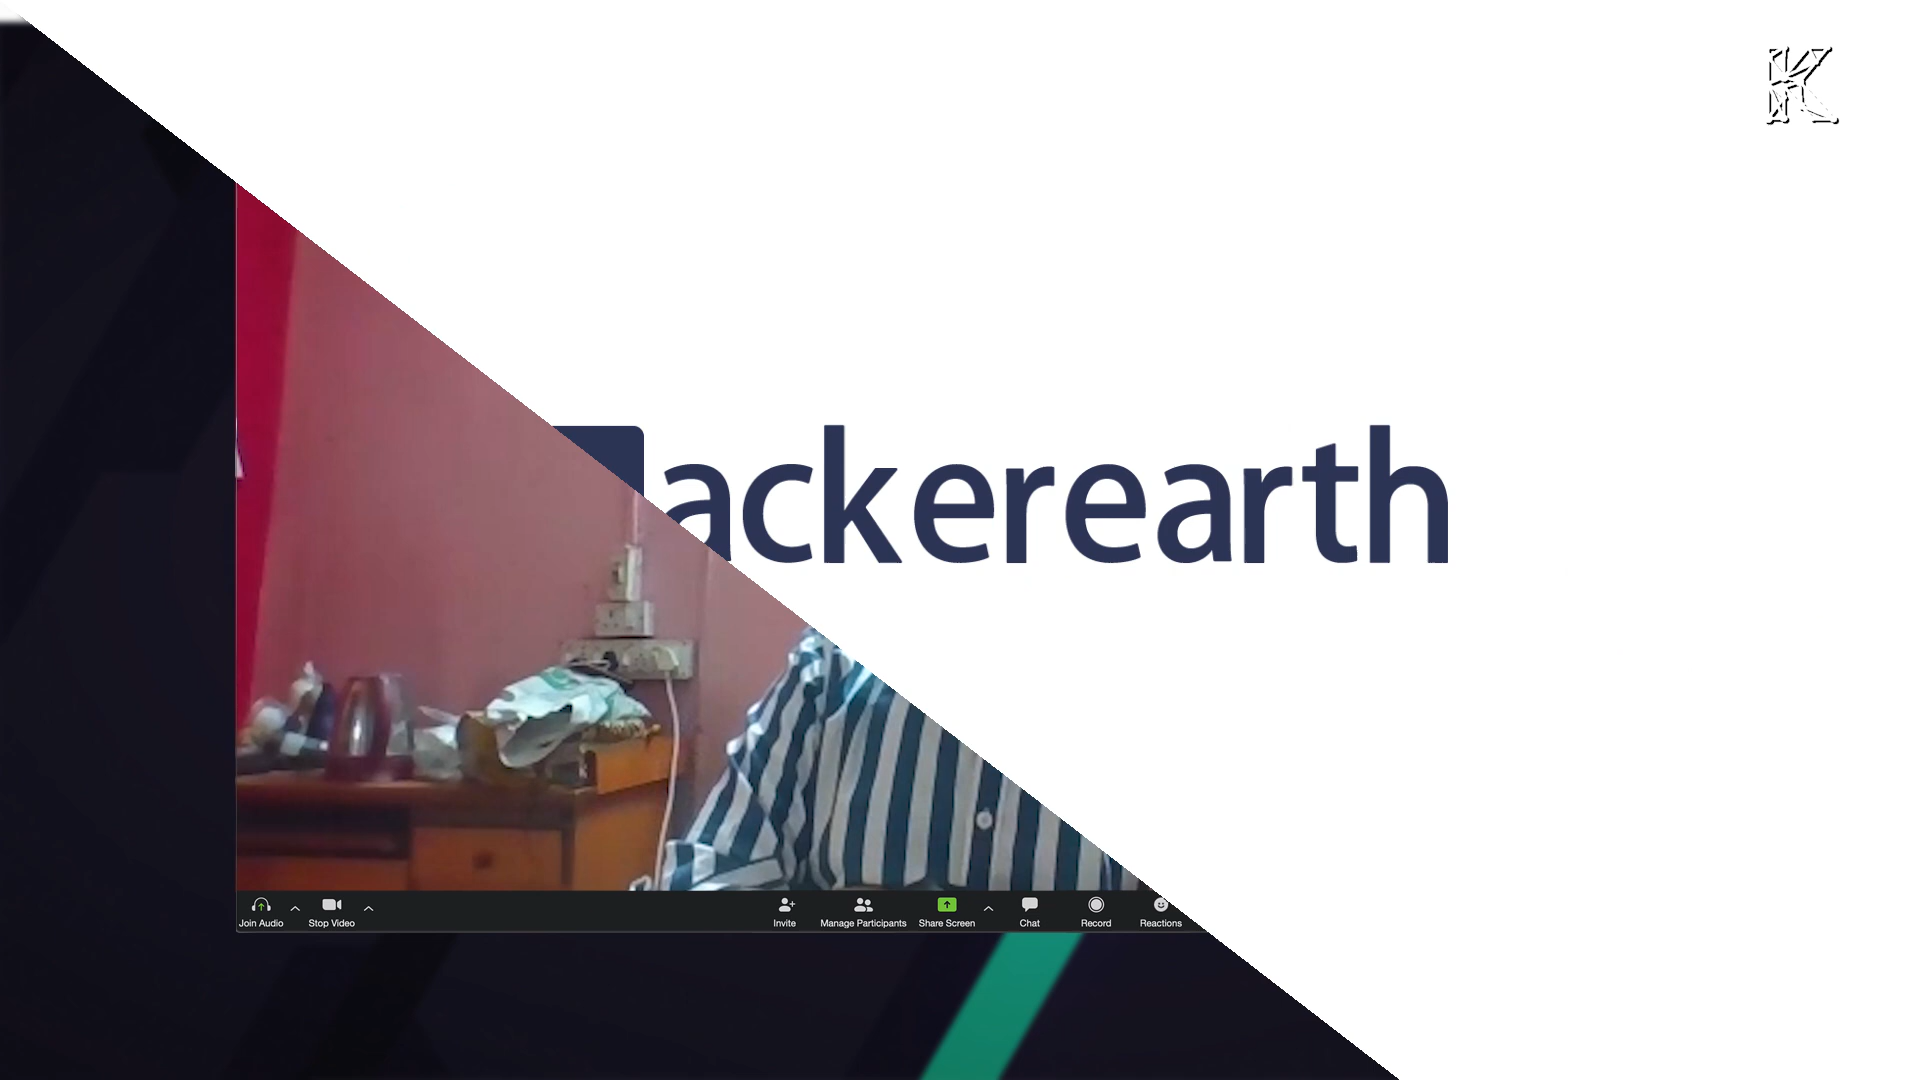 K
ackerearth
Join Audio Stop Video Invite Manage Participants Share Screen Chat Record Reactions